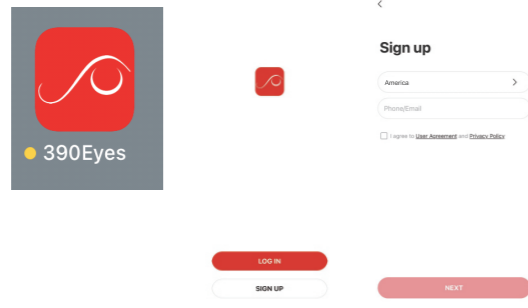 390Eyes
LOG IN
SIGN UP
Sign up
America
Phone/Email
I agree to User Agreement and Privacy Policy
NEXT